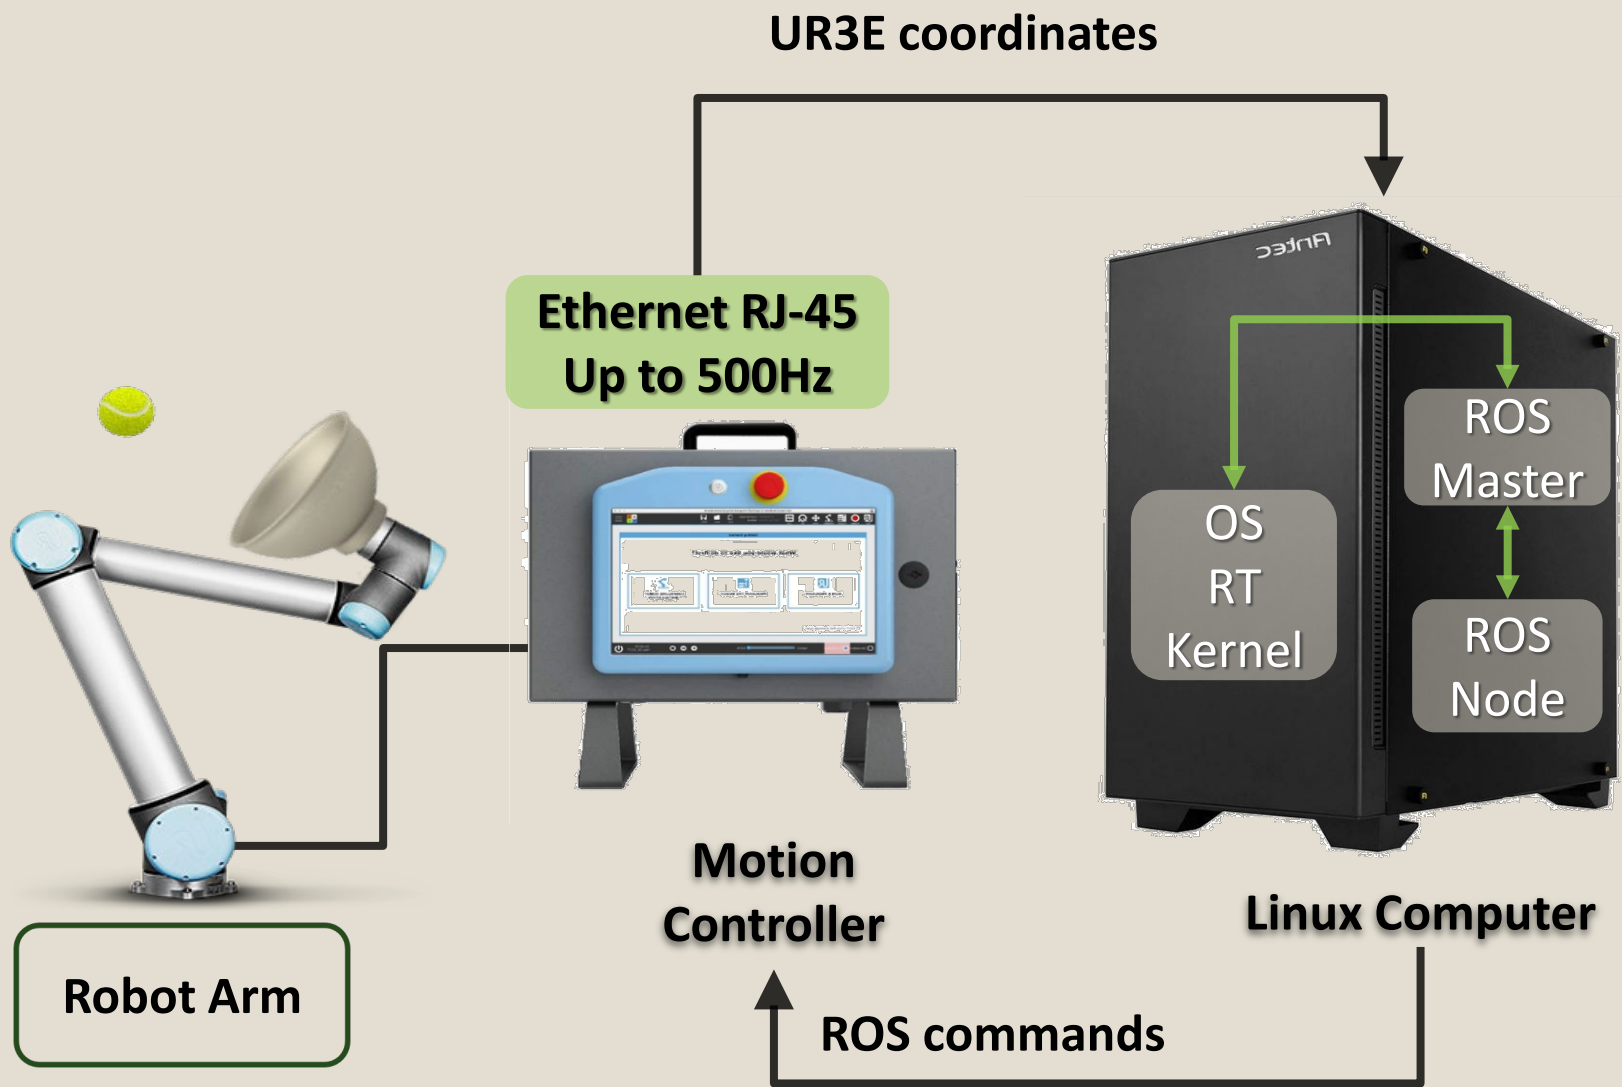 UR3E coordinates
Antec
Ethernet RJ-45
Up to 500Hz
ROS
Master
OS
RT
Kernel
ROS
Node
Motion
Controller
Linux Computer
Robot Arm
ROS commands